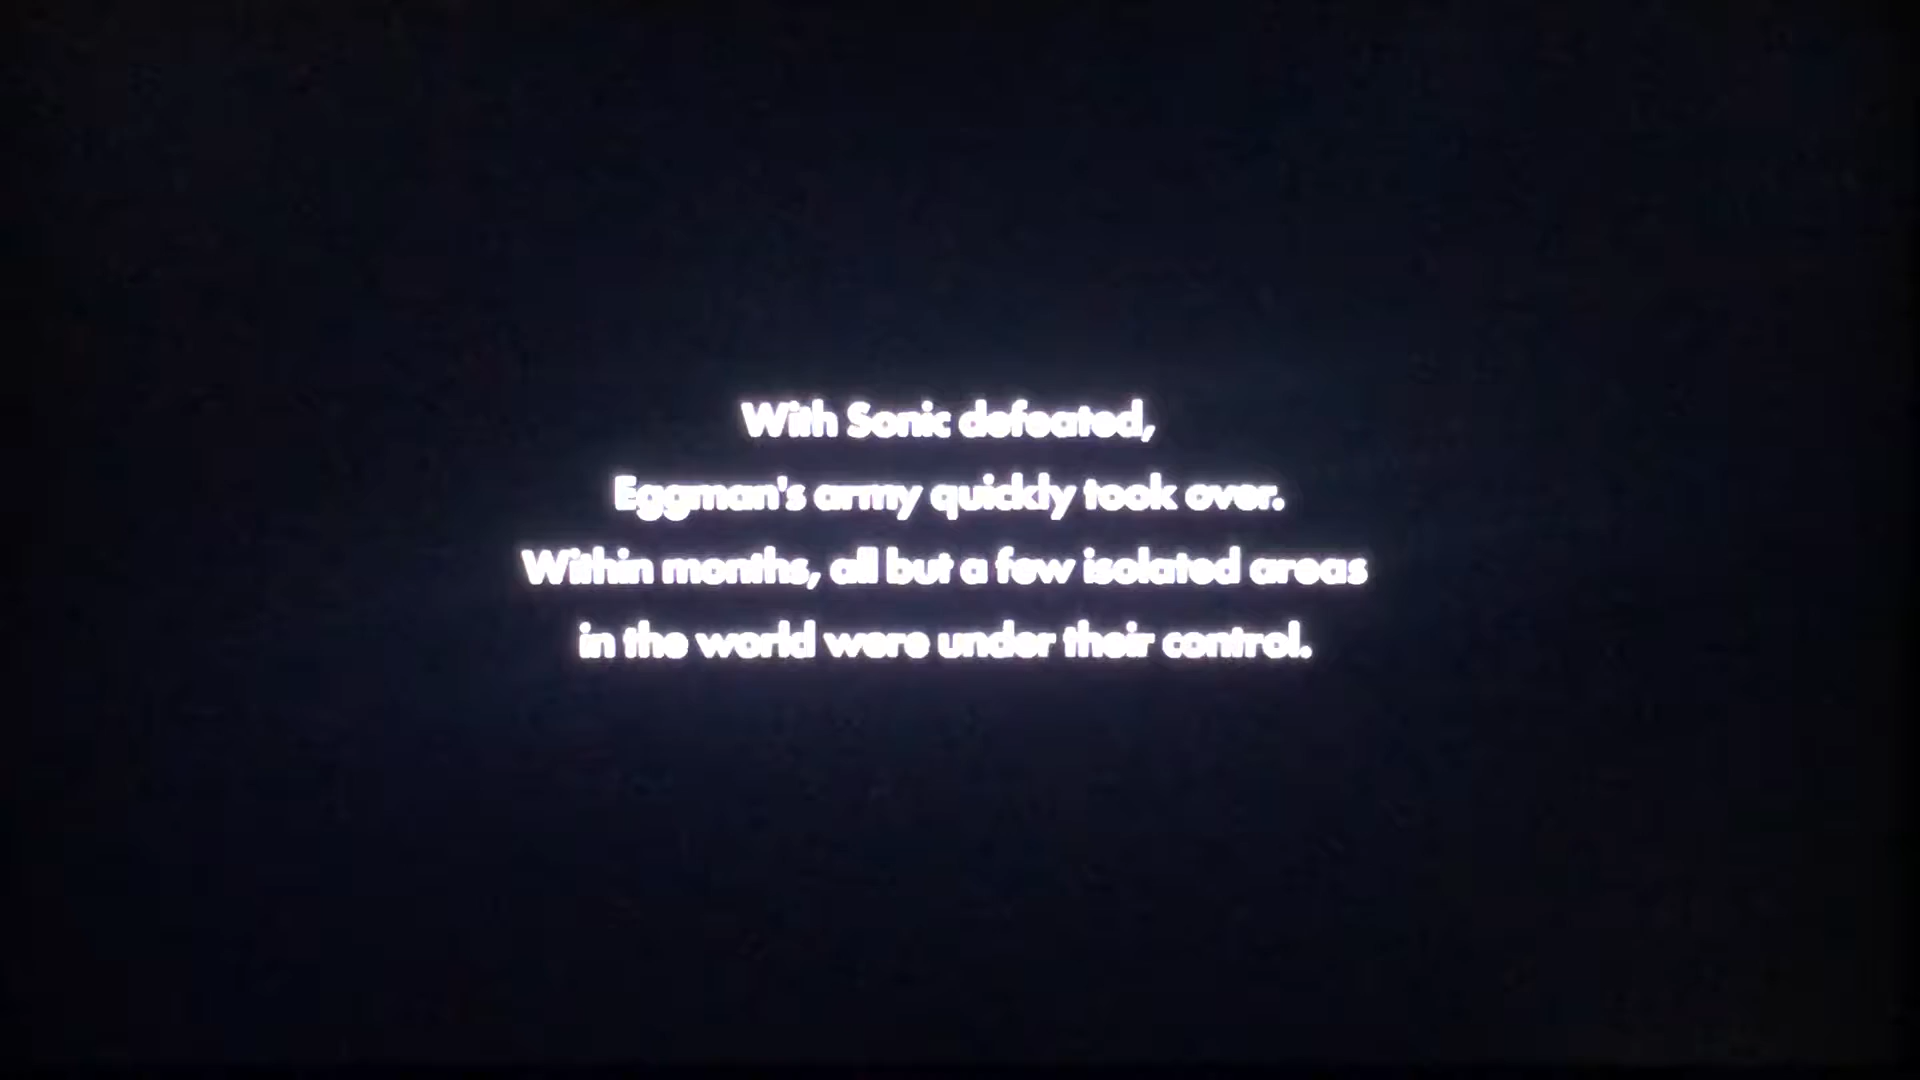 With Sonic defeated,
Eggman's army quickly took over.
Within months, all but a few isolated areas
in the world were under their control.